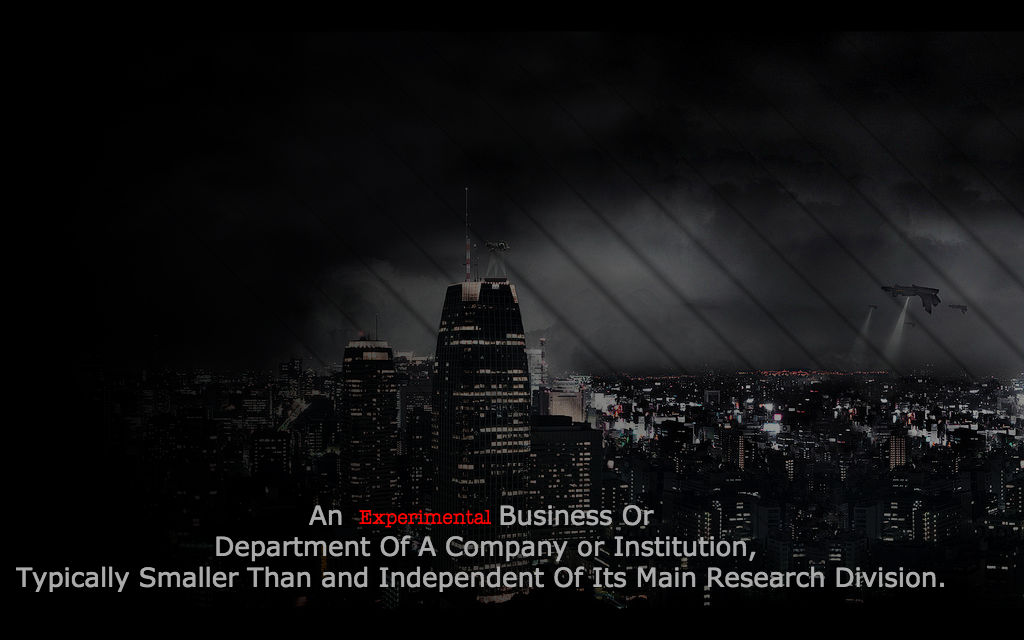 An Experimental Business Or
Department Of A Company or Institution,
Typically Smaller Than and Independent Of Its Main Research Division.